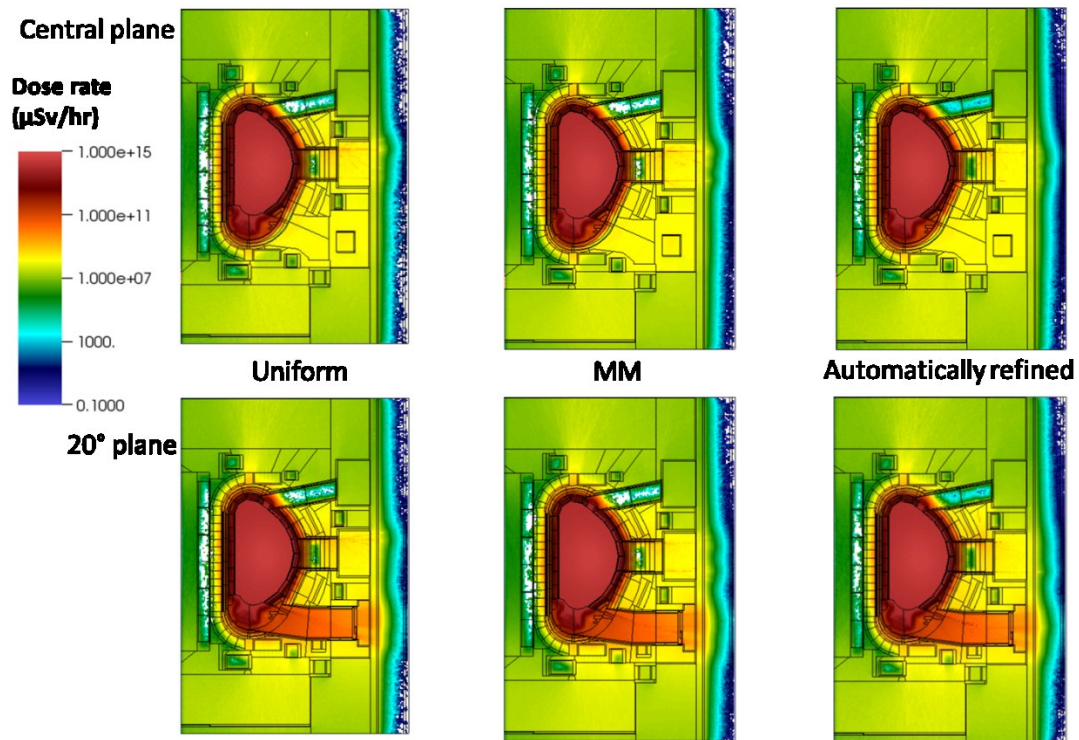 Central plane
Dose rate
(µSv/hr)
1.000e+15
1.000e+11
1.000e+07
1000.
0.1000
Uniform
MM
Automatically refined
20° plane